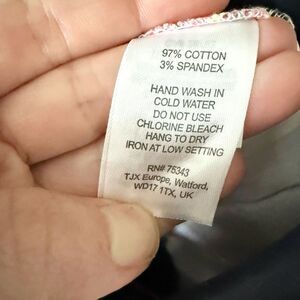 97% COTTON
3% SPANDEX
HAND WASH IN
COLD WATER
DO NOT USE
CHLORINE BLEACH
HANG TO DRY
IRON AT LOW SETTING
RN# 75343
TJX Europe, Watford,
WD17 1TX, UK